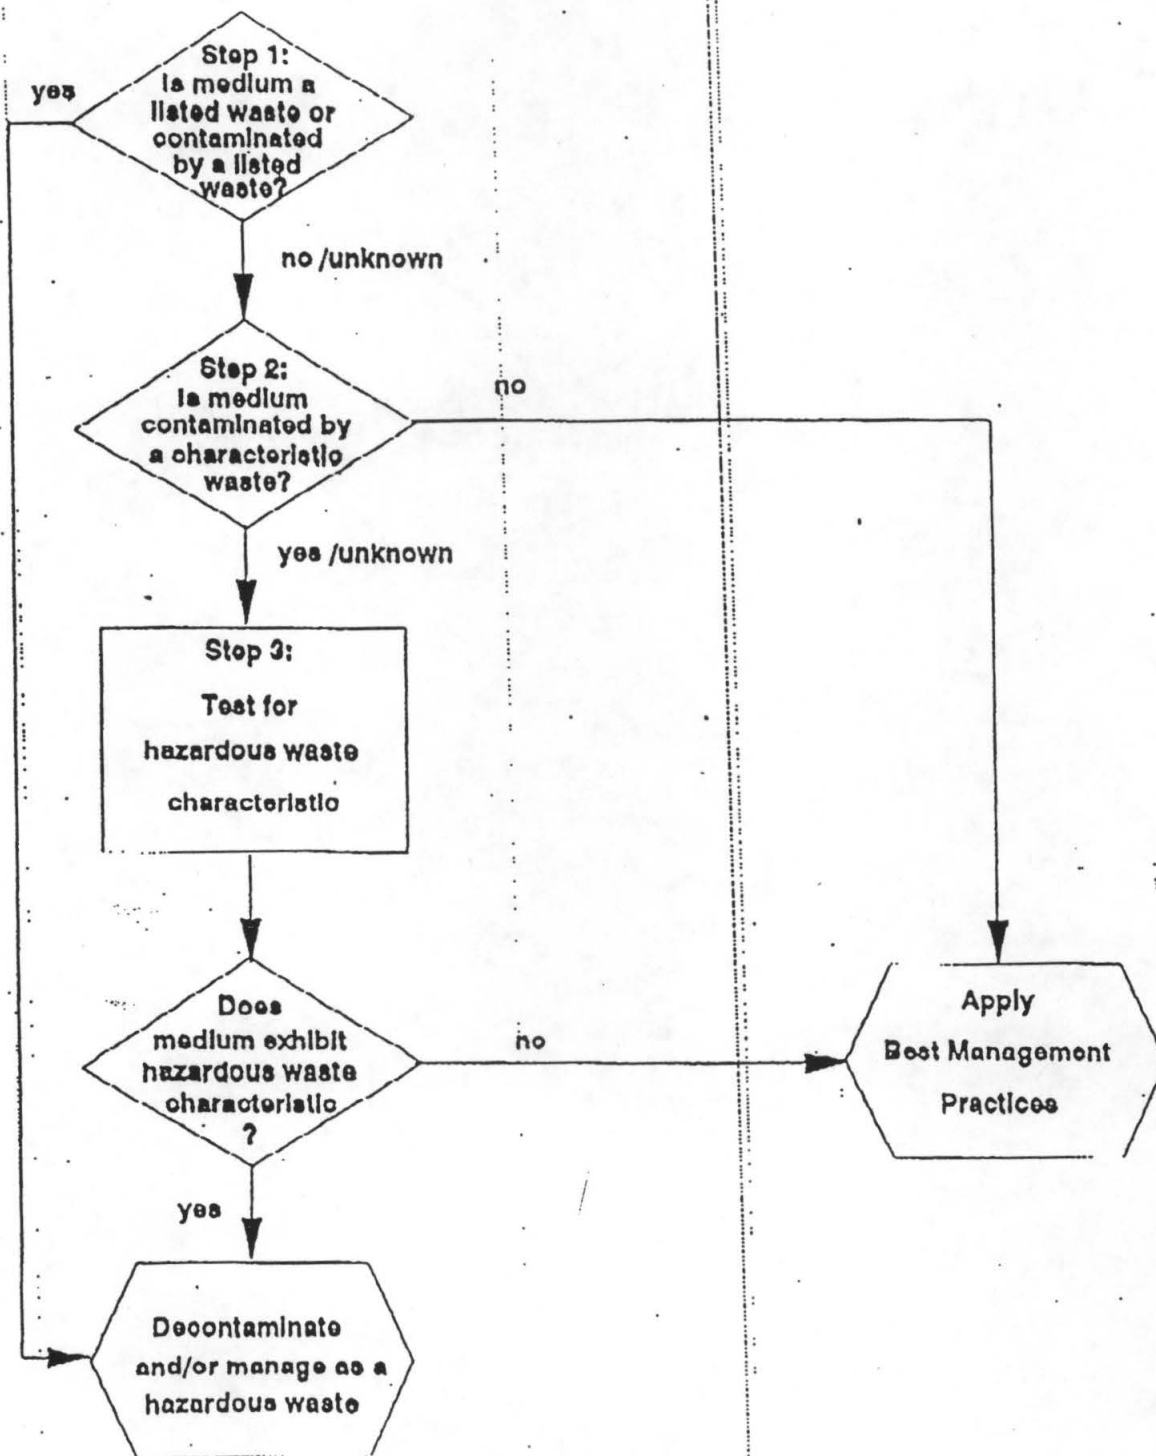 Step 1:
Is medium a
yes
listed waste or
contaminated
by a listed
waste?
no /unknown
Step 2:
Is medium
no
contaminated by
a characteristic
waste?
yes /unknown
Step 3:
Test for
hazardous waste
characteristic
Does
medium exhibit
hazardous waste
characteristic
?
no
Apply
Best Management
Practices
yes
Decontaminate
and/or manage as a
hazardous waste